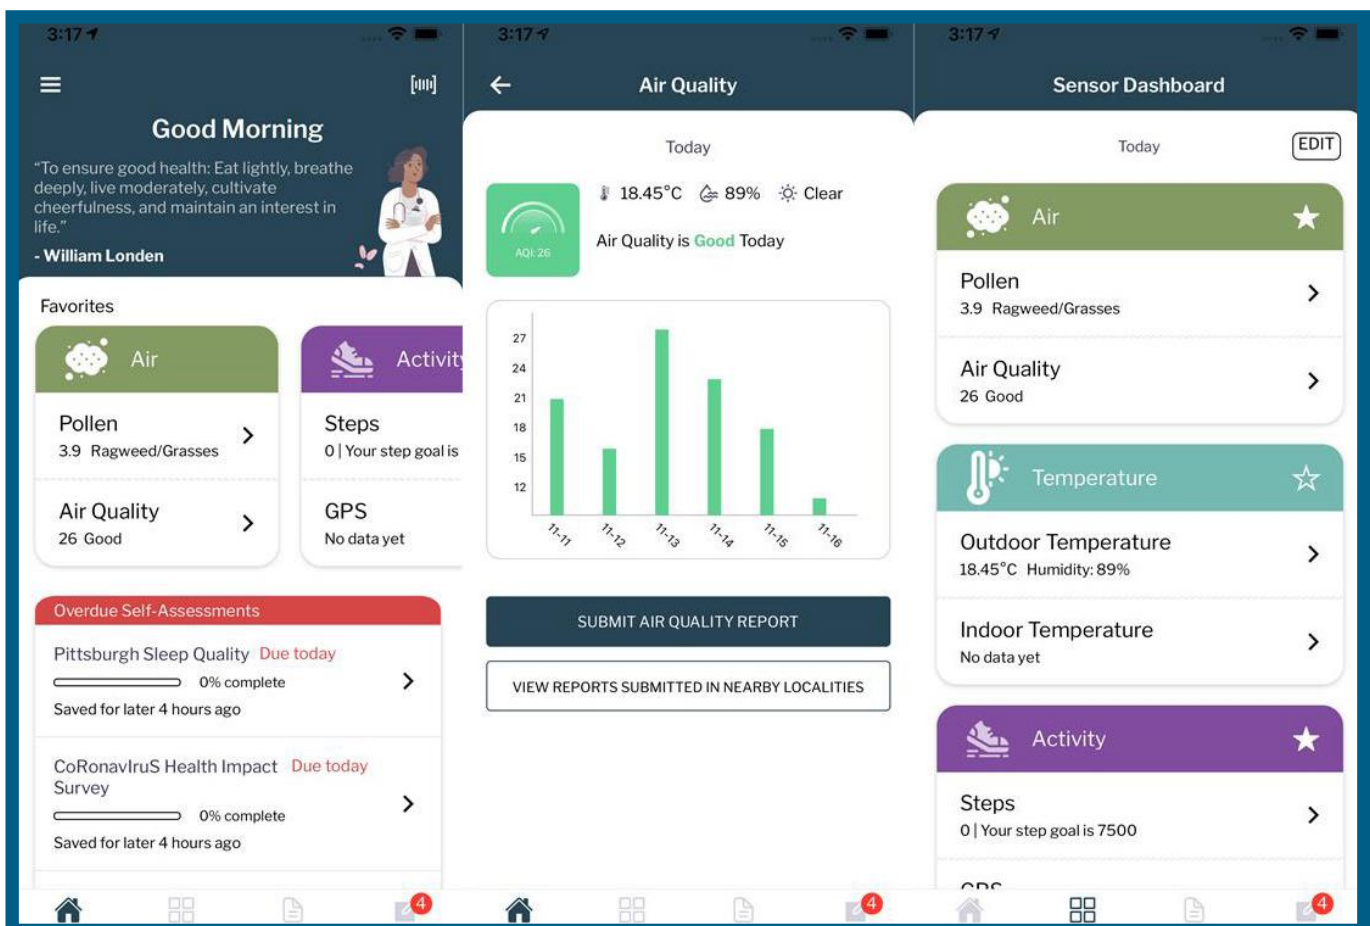 3:17
Good Morning
“To ensure good health: Eat lightly, breathe
deeply, live moderately, cultivate
cheerfulness, and maintain an interest in
life.”
- William Londen
Favorites
Air
Pollen
3.9 Ragweed/Grasses
Air Quality
26 Good
Activity
Steps
0 | Your step goal is
GPS
No data yet
Overdue Self-Assessments
Pittsburgh Sleep Quality Due today
0% complete
Saved for later 4 hours ago
CoRonavIruS Health Impact Due today
Survey
0% complete
Saved for later 4 hours ago
4
3:17
Air Quality
Today
18.45°C 89% Clear
AQI: 26
Air Quality is Good Today
27
24
21
18
15
12
11-11 11-12 11-13 11-14 11-15 11-16
SUBMIT AIR QUALITY REPORT
VIEW REPORTS SUBMITTED IN NEARBY LOCALITIES
4
3:17
Sensor Dashboard
Today EDIT
Air
Pollen
3.9 Ragweed/Grasses
Air Quality
26 Good
Temperature
Outdoor Temperature
18.45°C Humidity: 89%
Indoor Temperature
No data yet
Activity
Steps
0 | Your step goal is 7500
GPS
4